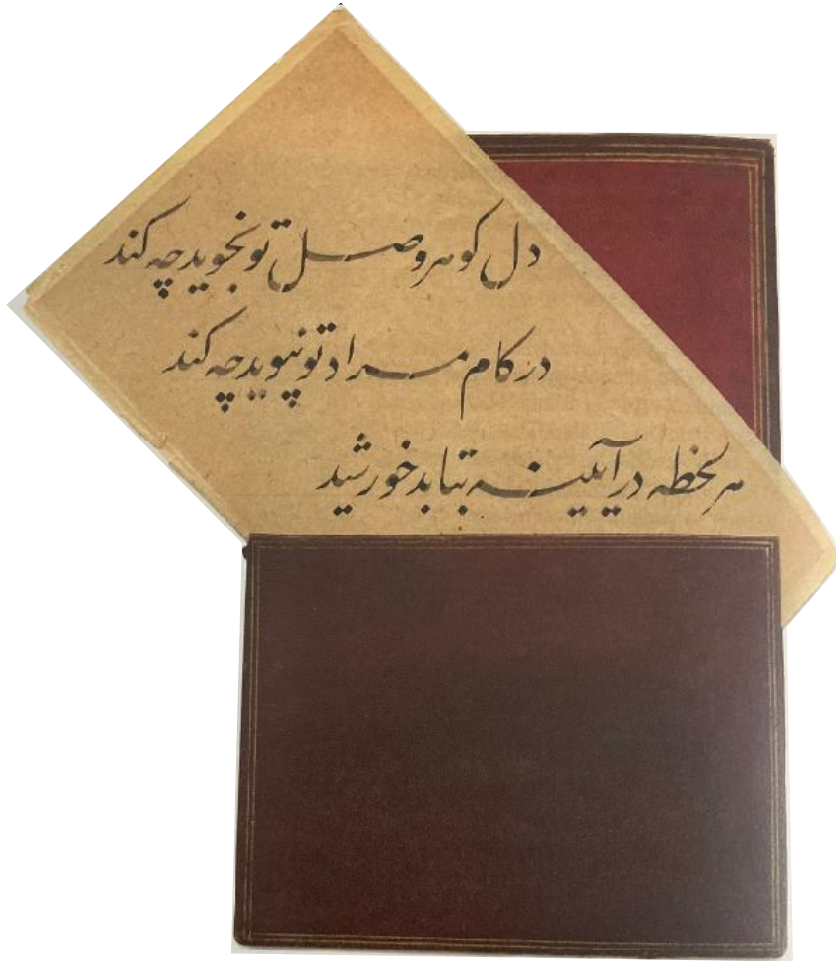 دل کو هر وصل تو نجوید چه کند
در کام مراد تو نپوید چه کند
هر لحظه در آیینه بتابد خورشید